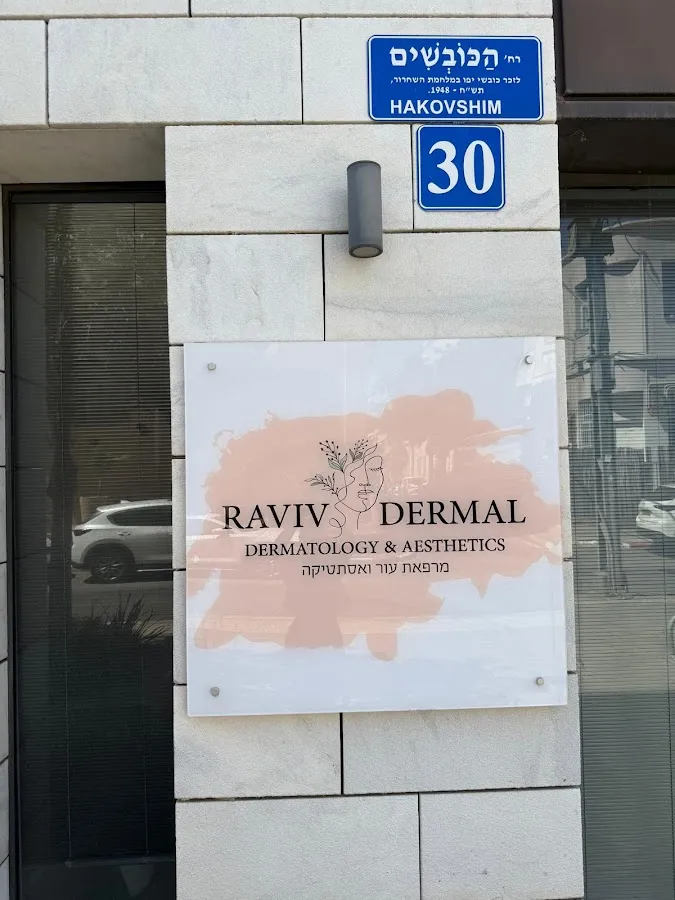 רח' הַכּוֹבְשִׁים
לזכר כובשי יפו במלחמת השחרור,
תש״ח - 1948.
HAKOVSHIM
30
RAVIV DERMAL
DERMATOLOGY & AESTHETICS
מרפאת עור ואסתטיקה